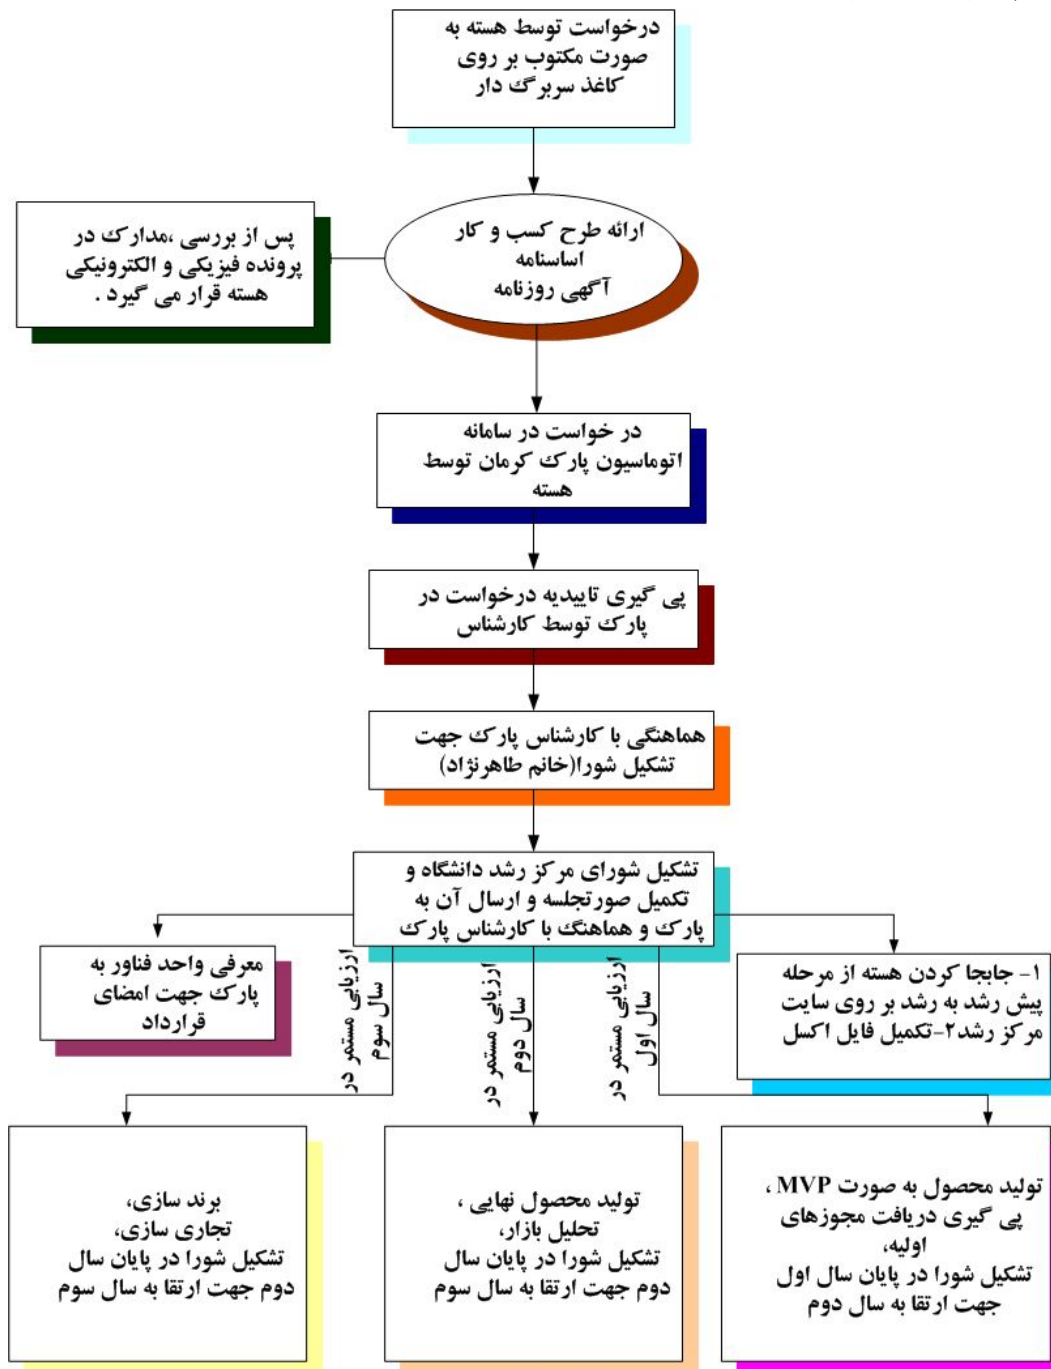 درخواست توسط هسته به
صورت مکتوب بر روی
کاغذ سربرگ دار
ارائه طرح کسب و کار
اساسنامه
آگهی روزنامه
پس از بررسی ،مدارک در
پرونده فیزیکی و الکترونیکی
هسته قرار می گیرد .
در خواست در سامانه
اتوماسیون پارک کرمان توسط
هسته
پی گیری تاییدیه درخواست در
پارک توسط کارشناس
هماهنگی با کارشناس پارک جهت
تشکیل شورا(خانم طاهرنژاد)
تشکیل شورای مرکز رشد دانشگاه و
تکمیل صورتجلسه و ارسال آن به
پارک و هماهنگ با کارشناس پارک
۱- جابجا کردن هسته از مرحله
پیش رشد به رشد بر روی سایت
مرکز رشد۲-تکمیل فایل اکسل
معرفی واحد فناور به
پارک جهت امضای
قرارداد
ارزیابی مستمر در
سال اول
ارزیابی مستمر در
سال دوم
ارزیابی مستمر در
سال سوم
تولید محصول به صورت MVP ،
پی گیری دریافت مجوزهای
اولیه،
تشکیل شورا در پایان سال اول
جهت ارتقا به سال دوم
تولید محصول نهایی ،
تحلیل بازار،
تشکیل شورا در پایان سال
دوم جهت ارتقا به سال سوم
برند سازی،
تجاری سازی،
تشکیل شورا در پایان سال
دوم جهت ارتقا به سال سوم